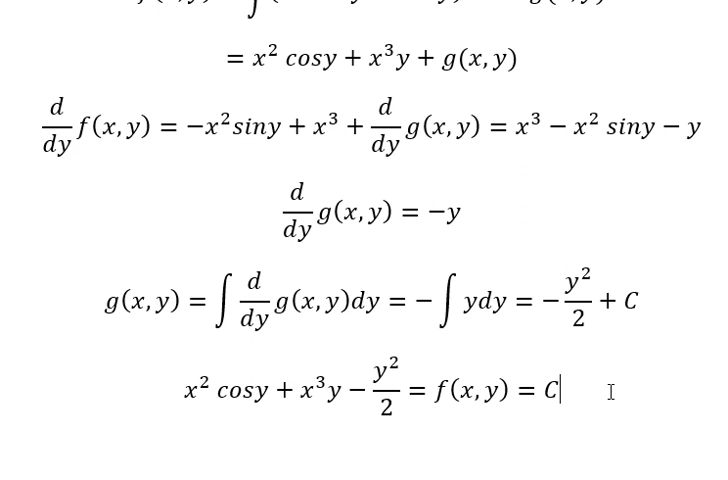 = x² cosy + x³y + g(x, y)
d/dy f(x, y) = −x²siny + x³ + d/dy g(x, y) = x³ − x² siny − y
d/dy g(x, y) = −y
g(x, y) = ∫ d/dy g(x, y)dy = − ∫ ydy = − y²/2 + C
x² cosy + x³y − y²/2 = f(x, y) = C